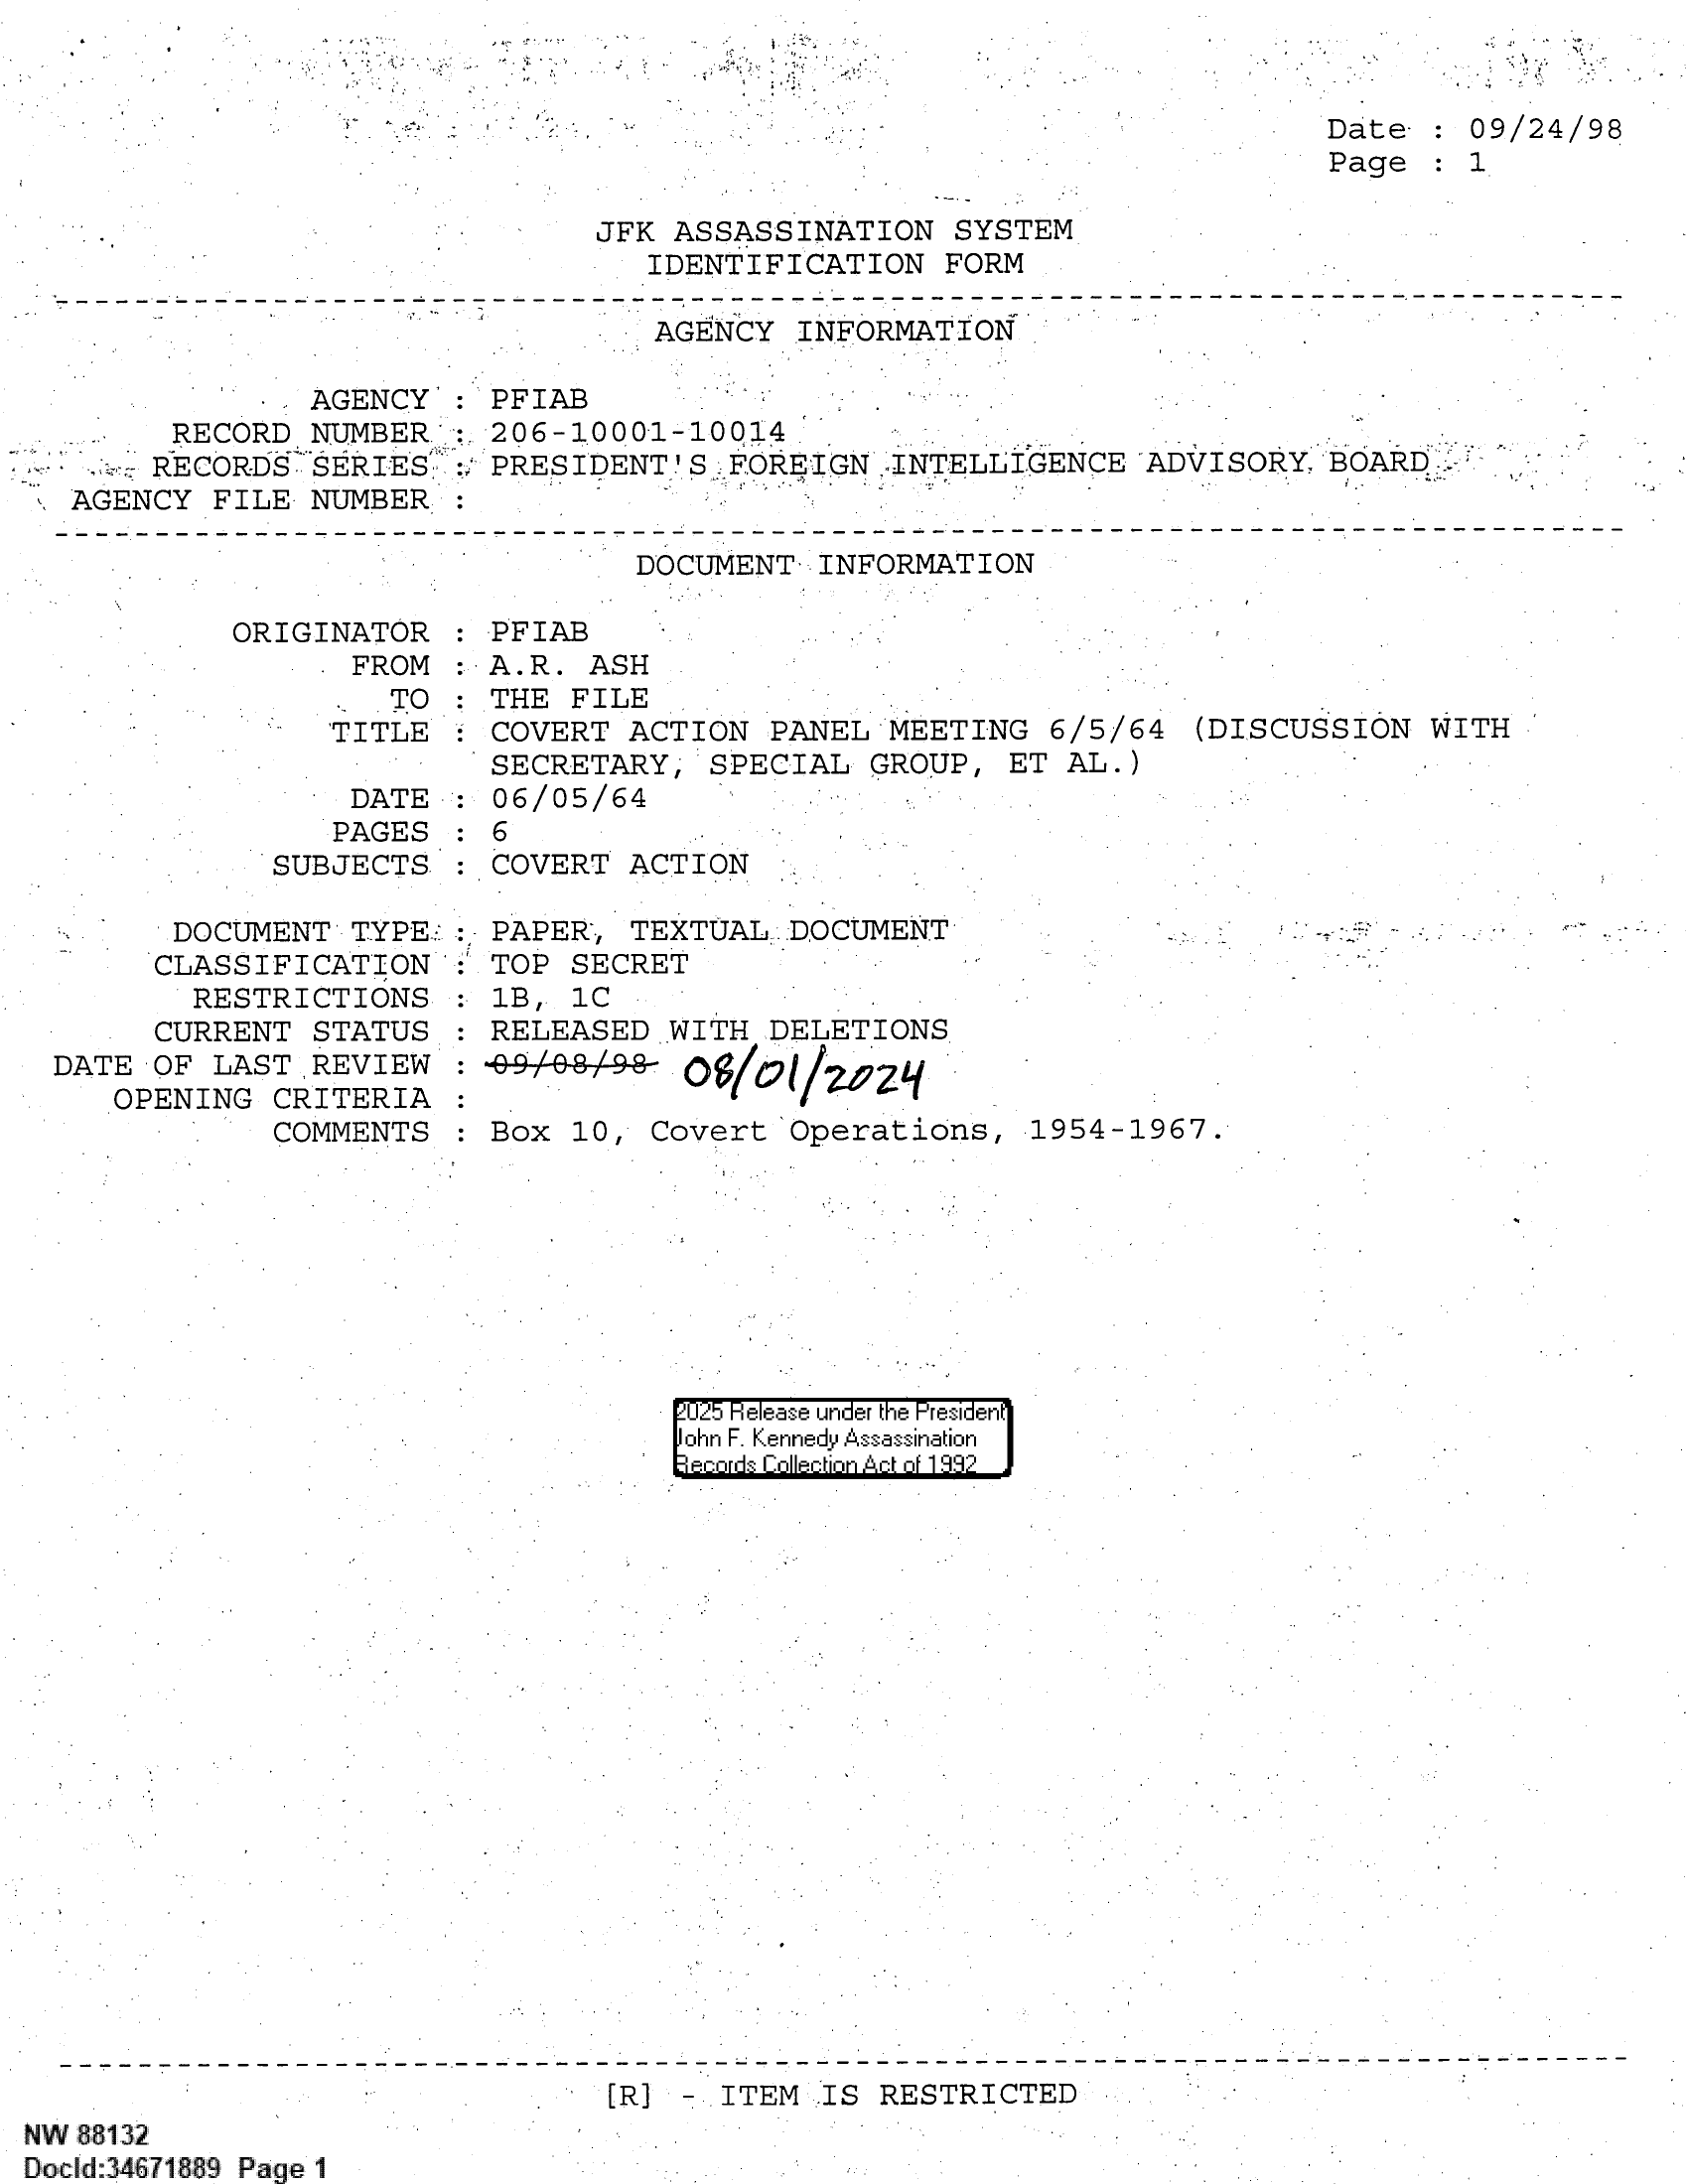 Date : 09/24/98
Page : 1
JFK ASSASSINATION SYSTEM
IDENTIFICATION FORM
AGENCY INFORMATION
AGENCY : PFIAB
RECORD NUMBER : 206-10001-10014
RECORDS SERIES : PRESIDENT'S FOREIGN INTELLIGENCE ADVISORY BOARD
AGENCY FILE NUMBER :
DOCUMENT INFORMATION
ORIGINATOR : PFIAB
FROM : A.R. ASH
TO : THE FILE
TITLE : COVERT ACTION PANEL MEETING 6/5/64 (DISCUSSION WITH
SECRETARY, SPECIAL GROUP, ET AL.)
DATE : 06/05/64
PAGES : 6
SUBJECTS : COVERT ACTION
DOCUMENT TYPE : PAPER, TEXTUAL DOCUMENT
CLASSIFICATION : TOP SECRET
RESTRICTIONS : 1B, 1C
CURRENT STATUS : RELEASED WITH DELETIONS
DATE OF LAST REVIEW : 09/08/98 08/01/2024
OPENING CRITERIA :
COMMENTS : Box 10, Covert Operations, 1954-1967.
2025 Release under the President
John F. Kennedy Assassination
Records Collection Act of 1992
[R] - ITEM IS RESTRICTED
NW 88132
DocId:34671889 Page 1